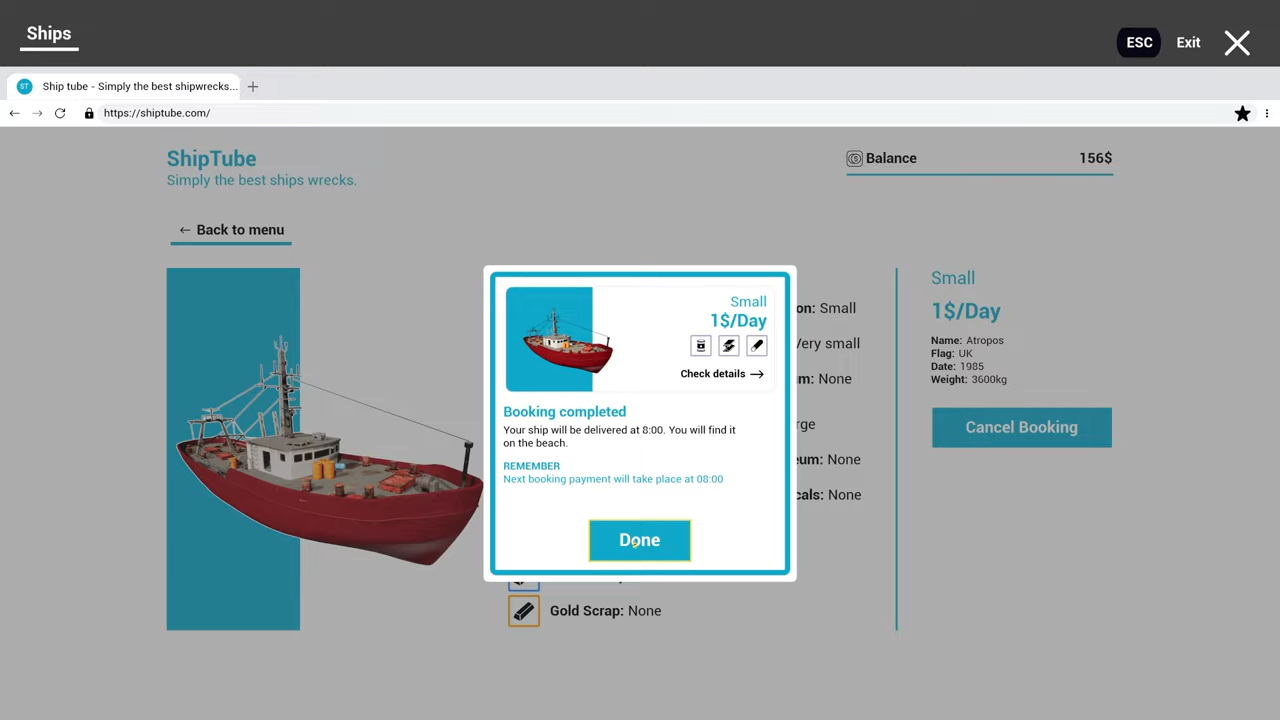 Ships
ESC Exit
ST Ship tube - Simply the best shipwrecks...
https://shiptube.com/
ShipTube
Simply the best ships wrecks.
Balance 156$
← Back to menu
Small
1$/Day
Check details →
Booking completed
Your ship will be delivered at 8:00. You will find it
on the beach.
REMEMBER
Next booking payment will take place at 08:00
Done
on: Small
Very small
m: None
rge
eum: None
cals: None
Gold Scrap: None
Small
1$/Day
Name: Atropos
Flag: UK
Date: 1985
Weight: 3600kg
Cancel Booking